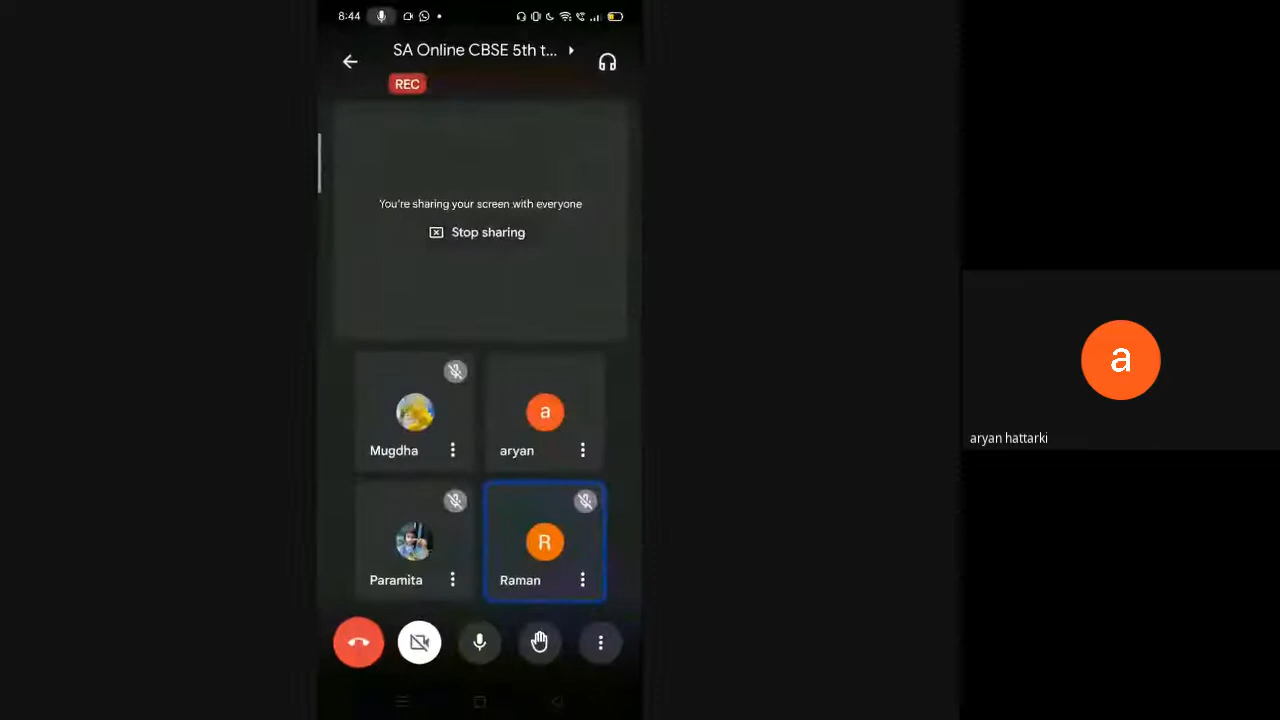 8:44
SA Online CBSE 5th t...
REC
You're sharing your screen with everyone
Stop sharing
Mugdha
a
aryan
Paramita
R
Raman
a
aryan hattarki